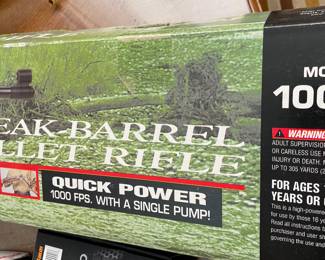 EAK-BARREL
LLET RIFLE
QUICK POWER
1000 FPS. WITH A SINGLE PUMP!
MO
100
WARNING
ADULT SUPERVISION
OR CARELESS USE M
INJURY OR DEATH.
UP TO 305 YARDS (2
FOR AGES
YEARS OR
This is a high-powere
for use by those 16 ye
Read all instructions b
purchaser and user sh
governing the use and